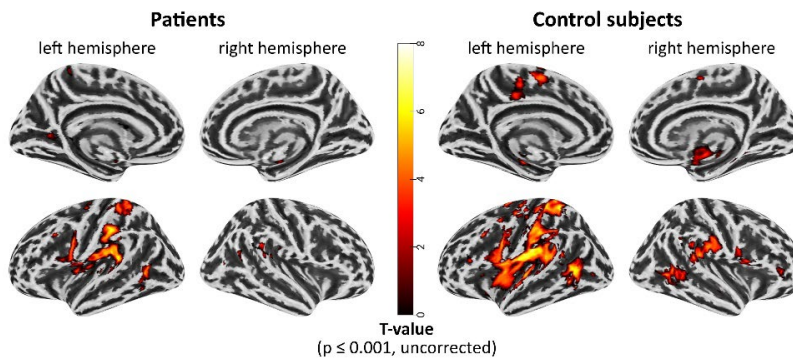 Patients
Control subjects
left hemisphere
right hemisphere
left hemisphere
right hemisphere
8
6
4
2
0
T-value
(p ≤ 0.001, uncorrected)